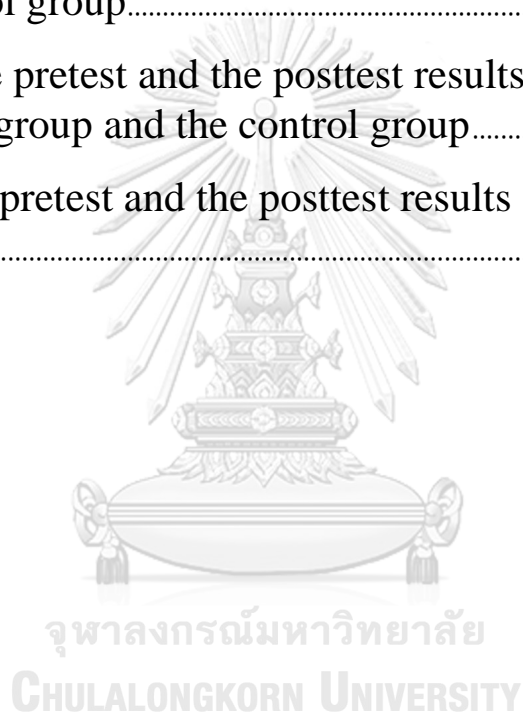 ol group
e pretest and the posttest results
group and the control group
pretest and the posttest results
จุฬาลงกรณ์มหาวิทยาลัย
CHULALONGKORN UNIVERSITY